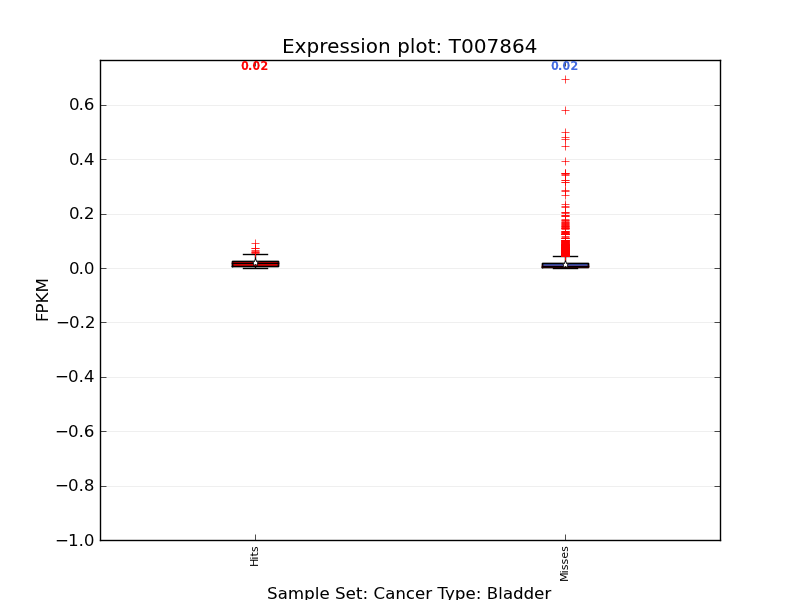 Expression plot: T007864
0.02 0.02
0.6
0.4
0.2
0.0
−0.2
−0.4
−0.6
−0.8
−1.0
FPKM
Hits
Misses
Sample Set: Cancer Type: Bladder